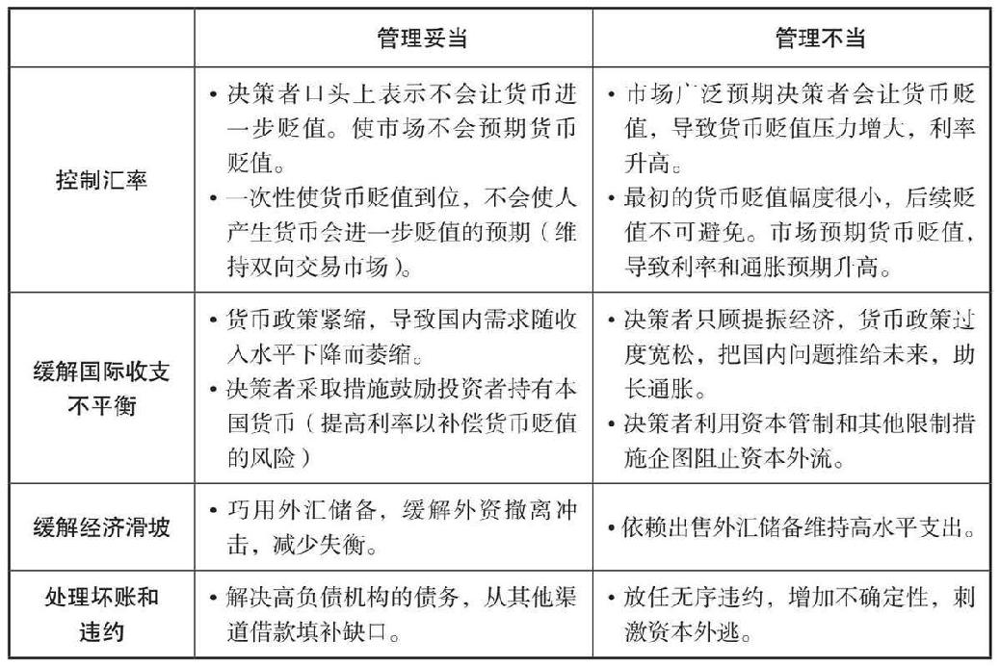 管理妥当
管理不当
控制汇率
• 决策者口头上表示不会让货币进
一步贬值。使市场不会预期货币
贬值。
• 一次性使货币贬值到位，不会使人
产生货币会进一步贬值的预期（维
持双向交易市场）。
• 市场广泛预期决策者会让货币贬
值，导致货币贬值压力增大，利率
升高。
• 最初的货币贬值幅度很小，后续贬
值不可避免。市场预期货币贬值，
导致利率和通胀预期升高。
缓解国际收支
不平衡
• 货币政策紧缩，导致国内需求随收
入水平下降而萎缩。
• 决策者采取措施鼓励投资者持有本
国货币（提高利率以补偿货币贬值
的风险）
• 决策者只顾提振经济，货币政策过
度宽松，把国内问题推给未来，助
长通胀。
• 决策者利用资本管制和其他限制措
施企图阻止资本外流。
缓解经济滑坡
• 巧用外汇储备，缓解外资撤离冲
击，减少失衡。
• 依赖出售外汇储备维持高水平支出。
处理坏账和
违约
• 解决高负债机构的债务，从其他渠
道借款填补缺口。
• 放任无序违约，增加不确定性，刺
激资本外逃。